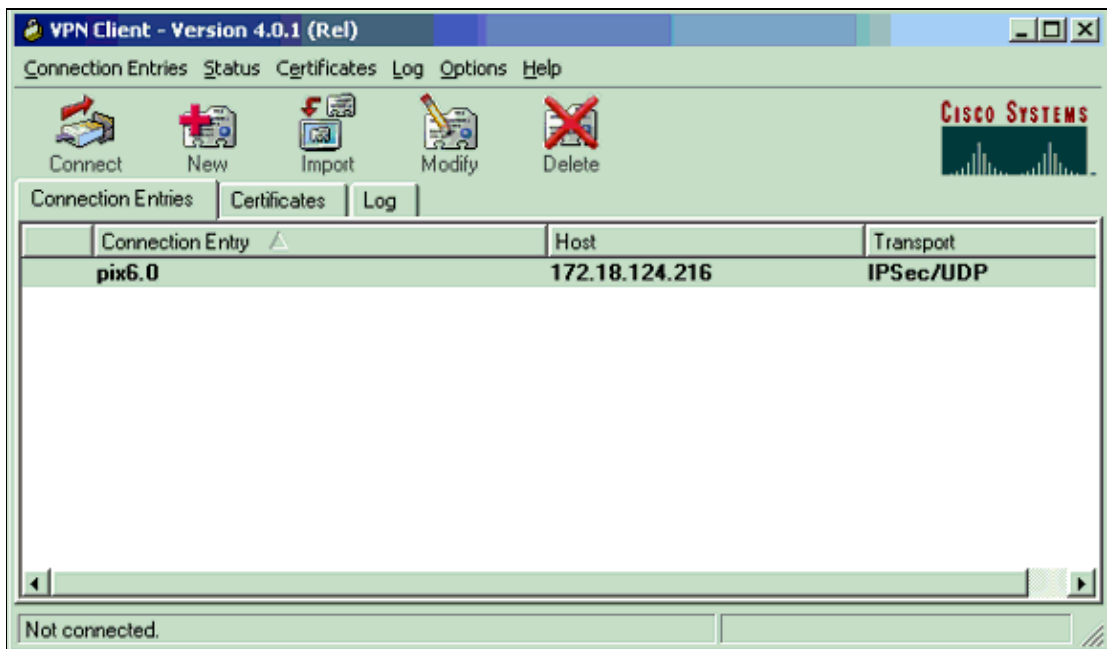 VPN Client - Version 4.0.1 (Rel)
Connection Entries Status Certificates Log Options Help
Connect New Import Modify Delete
CISCO SYSTEMS
Connection Entries Certificates Log
Connection Entry Host Transport
pix6.0 172.18.124.216 IPSec/UDP
Not connected.